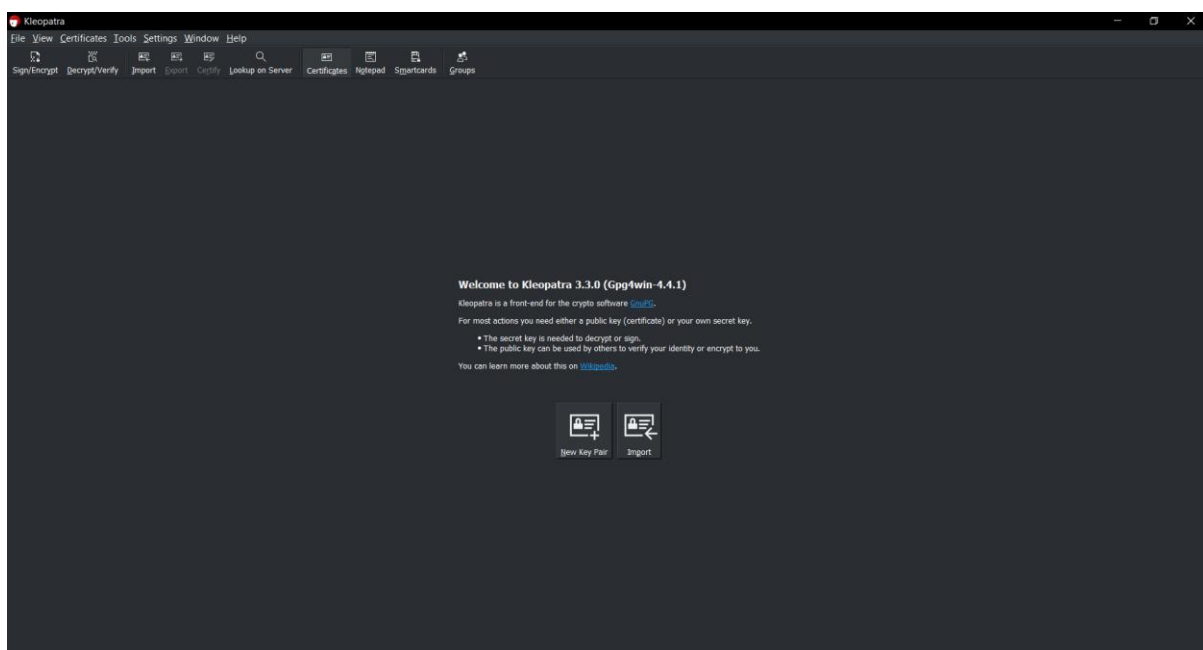 Kleopatra
File View Certificates Tools Settings Window Help
Sign/Encrypt Decrypt/Verify Import Export Certify Lookup on Server Certificates Notepad Smartcards Groups
Welcome to Kleopatra 3.3.0 (Gpg4win-4.4.1)
Kleopatra is a front-end for the crypto software GnuPG.
For most actions you need either a public key (certificate) or your own secret key.
• The secret key is needed to decrypt or sign.
• The public key can be used by others to verify your identity or encrypt to you.
You can learn more about this on Wikipedia.
New Key Pair Import